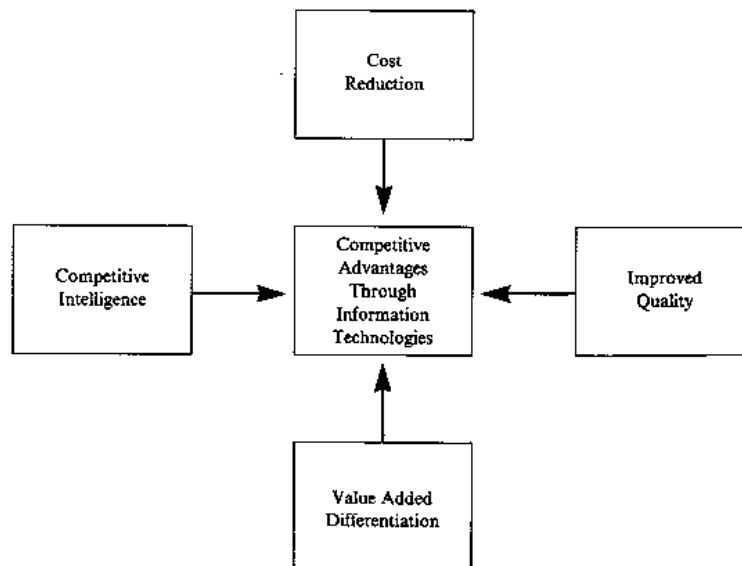 Cost
Reduction
Competitive
Intelligence
Competitive
Advantages
Through
Information
Technologies
Improved
Quality
Value Added
Differentiation